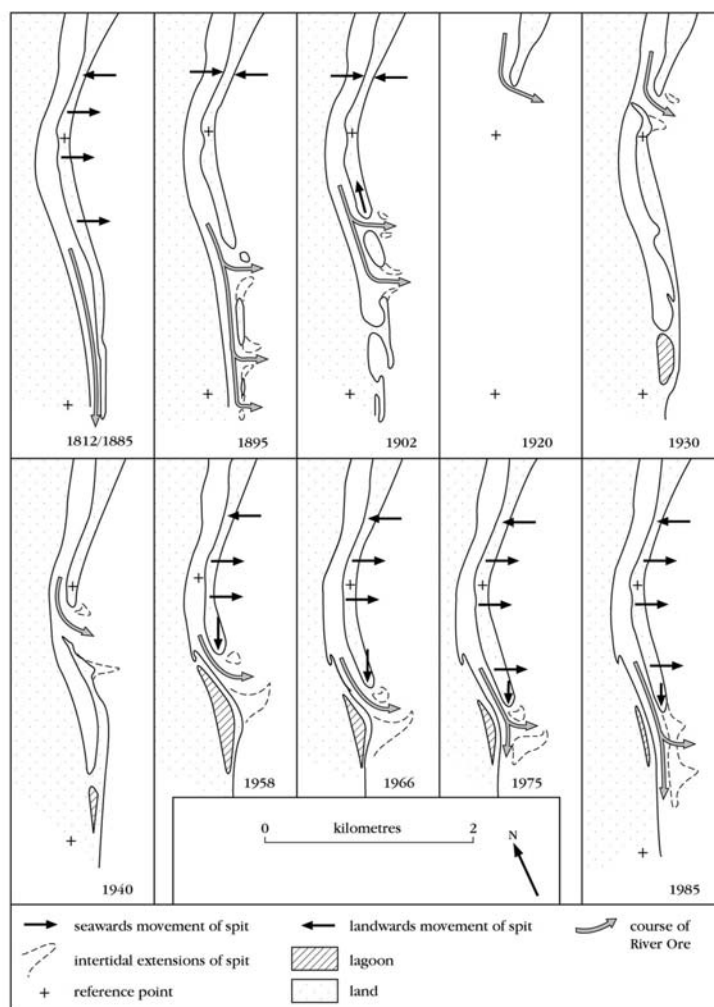 1812/1885
1895
1902
1920
1930
1940
1958
1966
1975
1985
0 kilometres 2
N
seawards movement of spit
landwards movement of spit
course of
River Ore
intertidal extensions of spit
lagoon
reference point
land